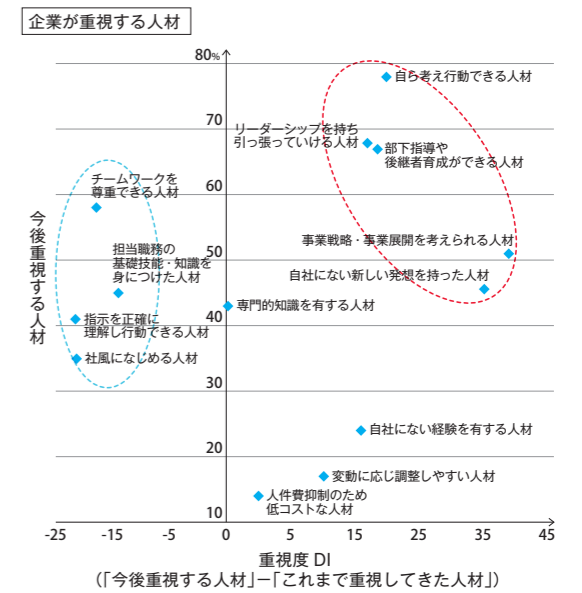 企業が重視する人材
80%
自ら考え行動できる人材
70
リーダーシップを持ち
引っ張っていける人材
部下指導や
後継者育成ができる人材
チームワークを
尊重できる人材
60
今後重視する人材
担当職務の
基礎技能・知識を
身につけた人材
事業戦略・事業展開を考えられる人材
50
自社にない新しい発想を持った人材
専門的知識を有する人材
40
指示を正確に
理解し行動できる人材
社風になじめる人材
30
自社にない経験を有する人材
20
変動に応じ調整しやすい人材
人件費抑制のため
低コストな人材
10
-25 -15 -5 0 5 15 25 35 45
重視度 DI
（「今後重視する人材」－「これまで重視してきた人材」）